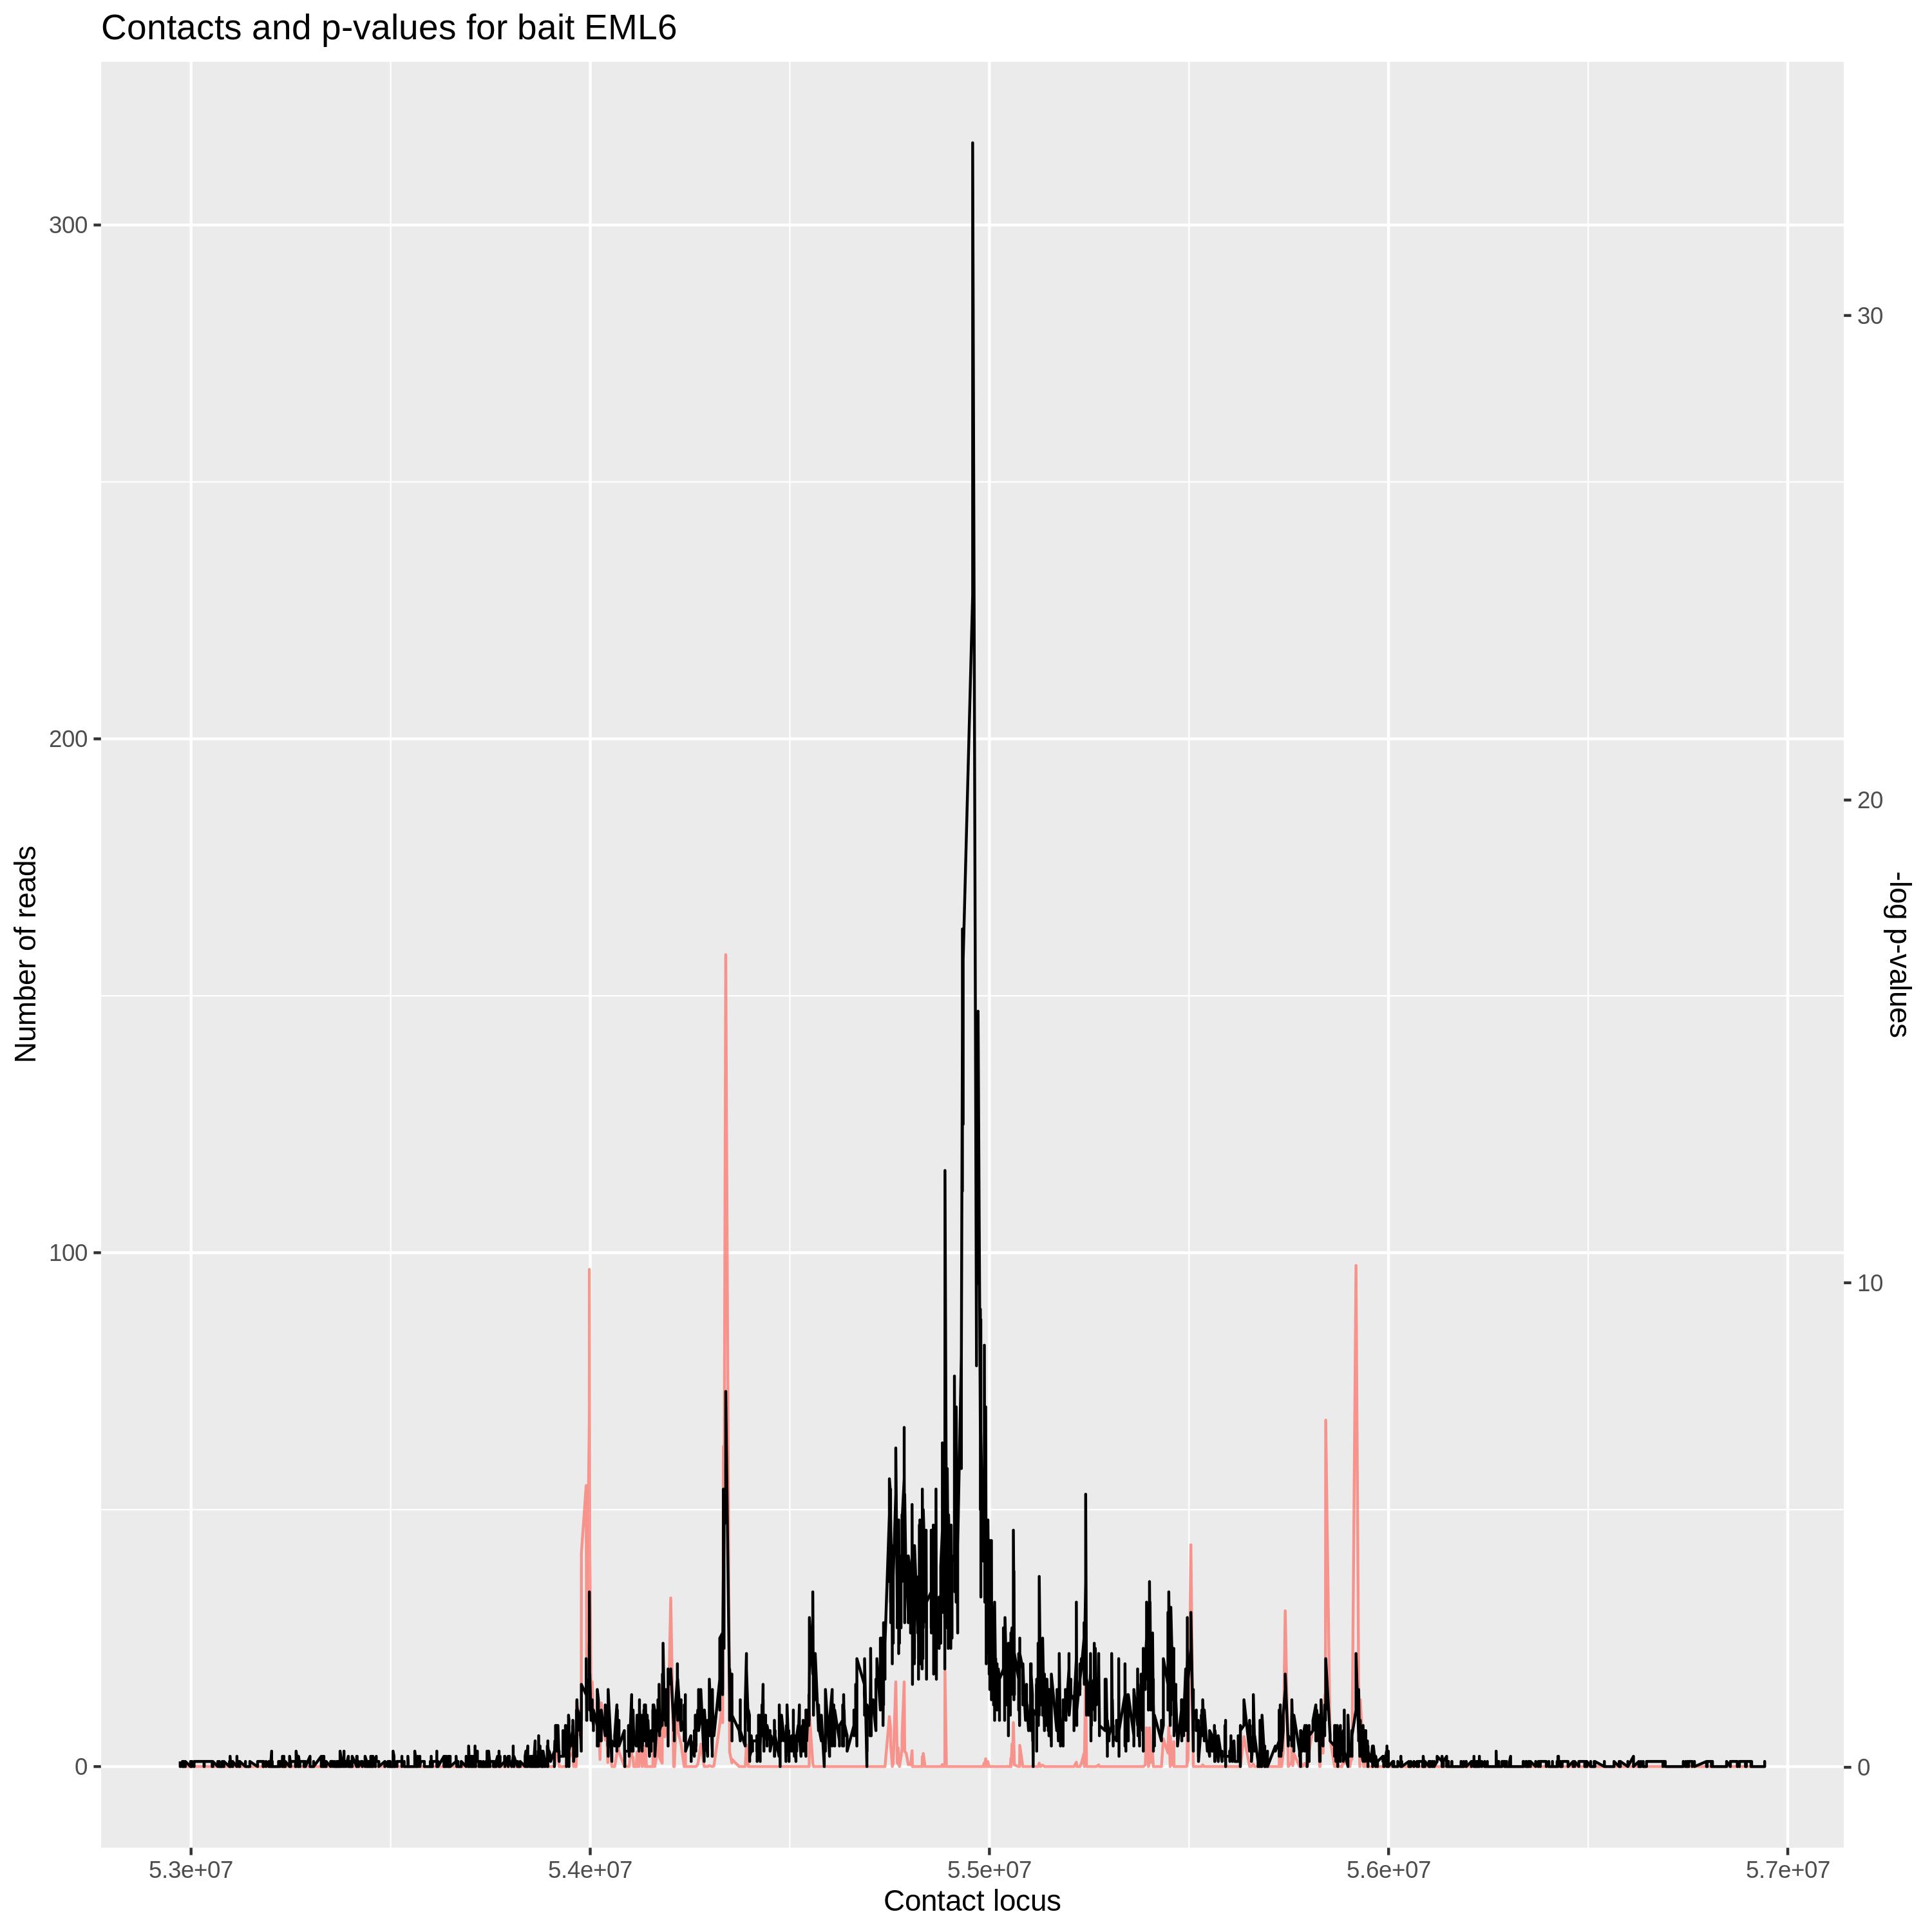 Contacts and p-values for bait EML6
300
200
100
0
Number of reads
30
20
10
0
-log p-values
5.3e+07 5.4e+07 5.5e+07 5.6e+07 5.7e+07
Contact locus